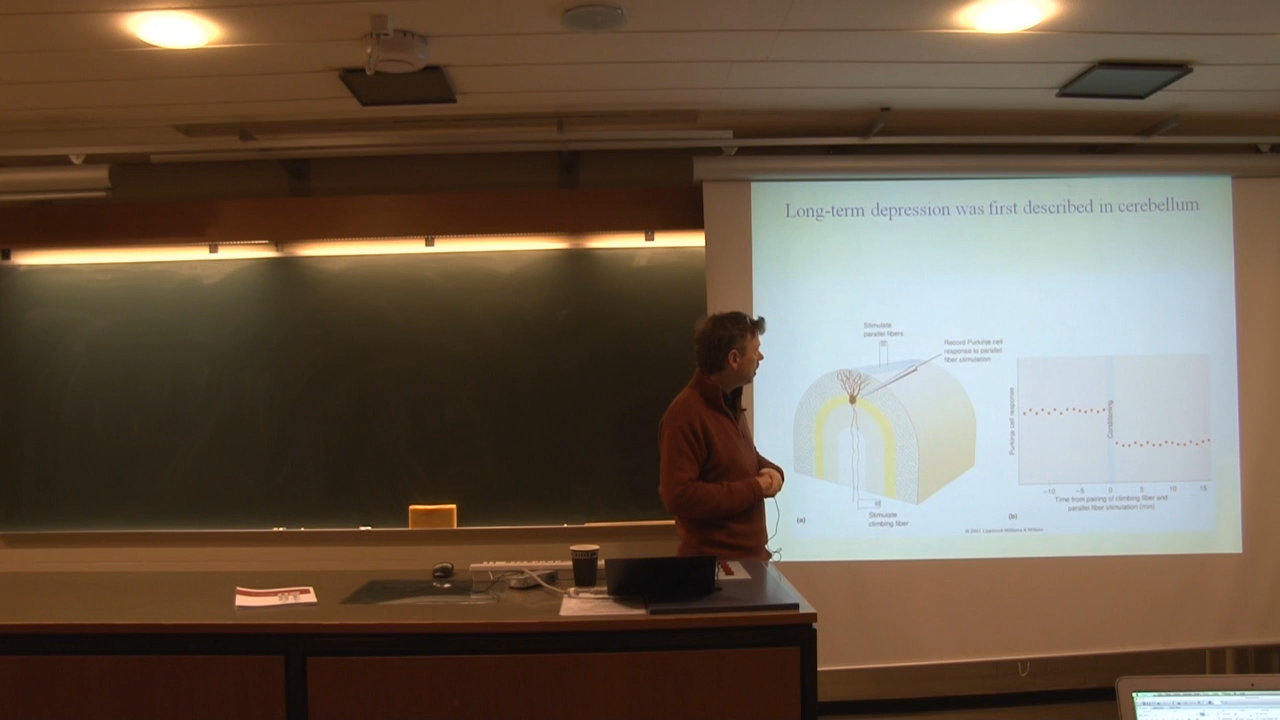 Long-term depression was first described in cerebellum
Stimulate
parallel fibers
Record Purkinje cell
response to parallel
fiber stimulation
Stimulate
climbing fiber
(a)
Purkinje cell response
Conditioning
−10 −5 0 5 10 15
Time from pairing of climbing fiber and
parallel fiber stimulation (min)
(b)